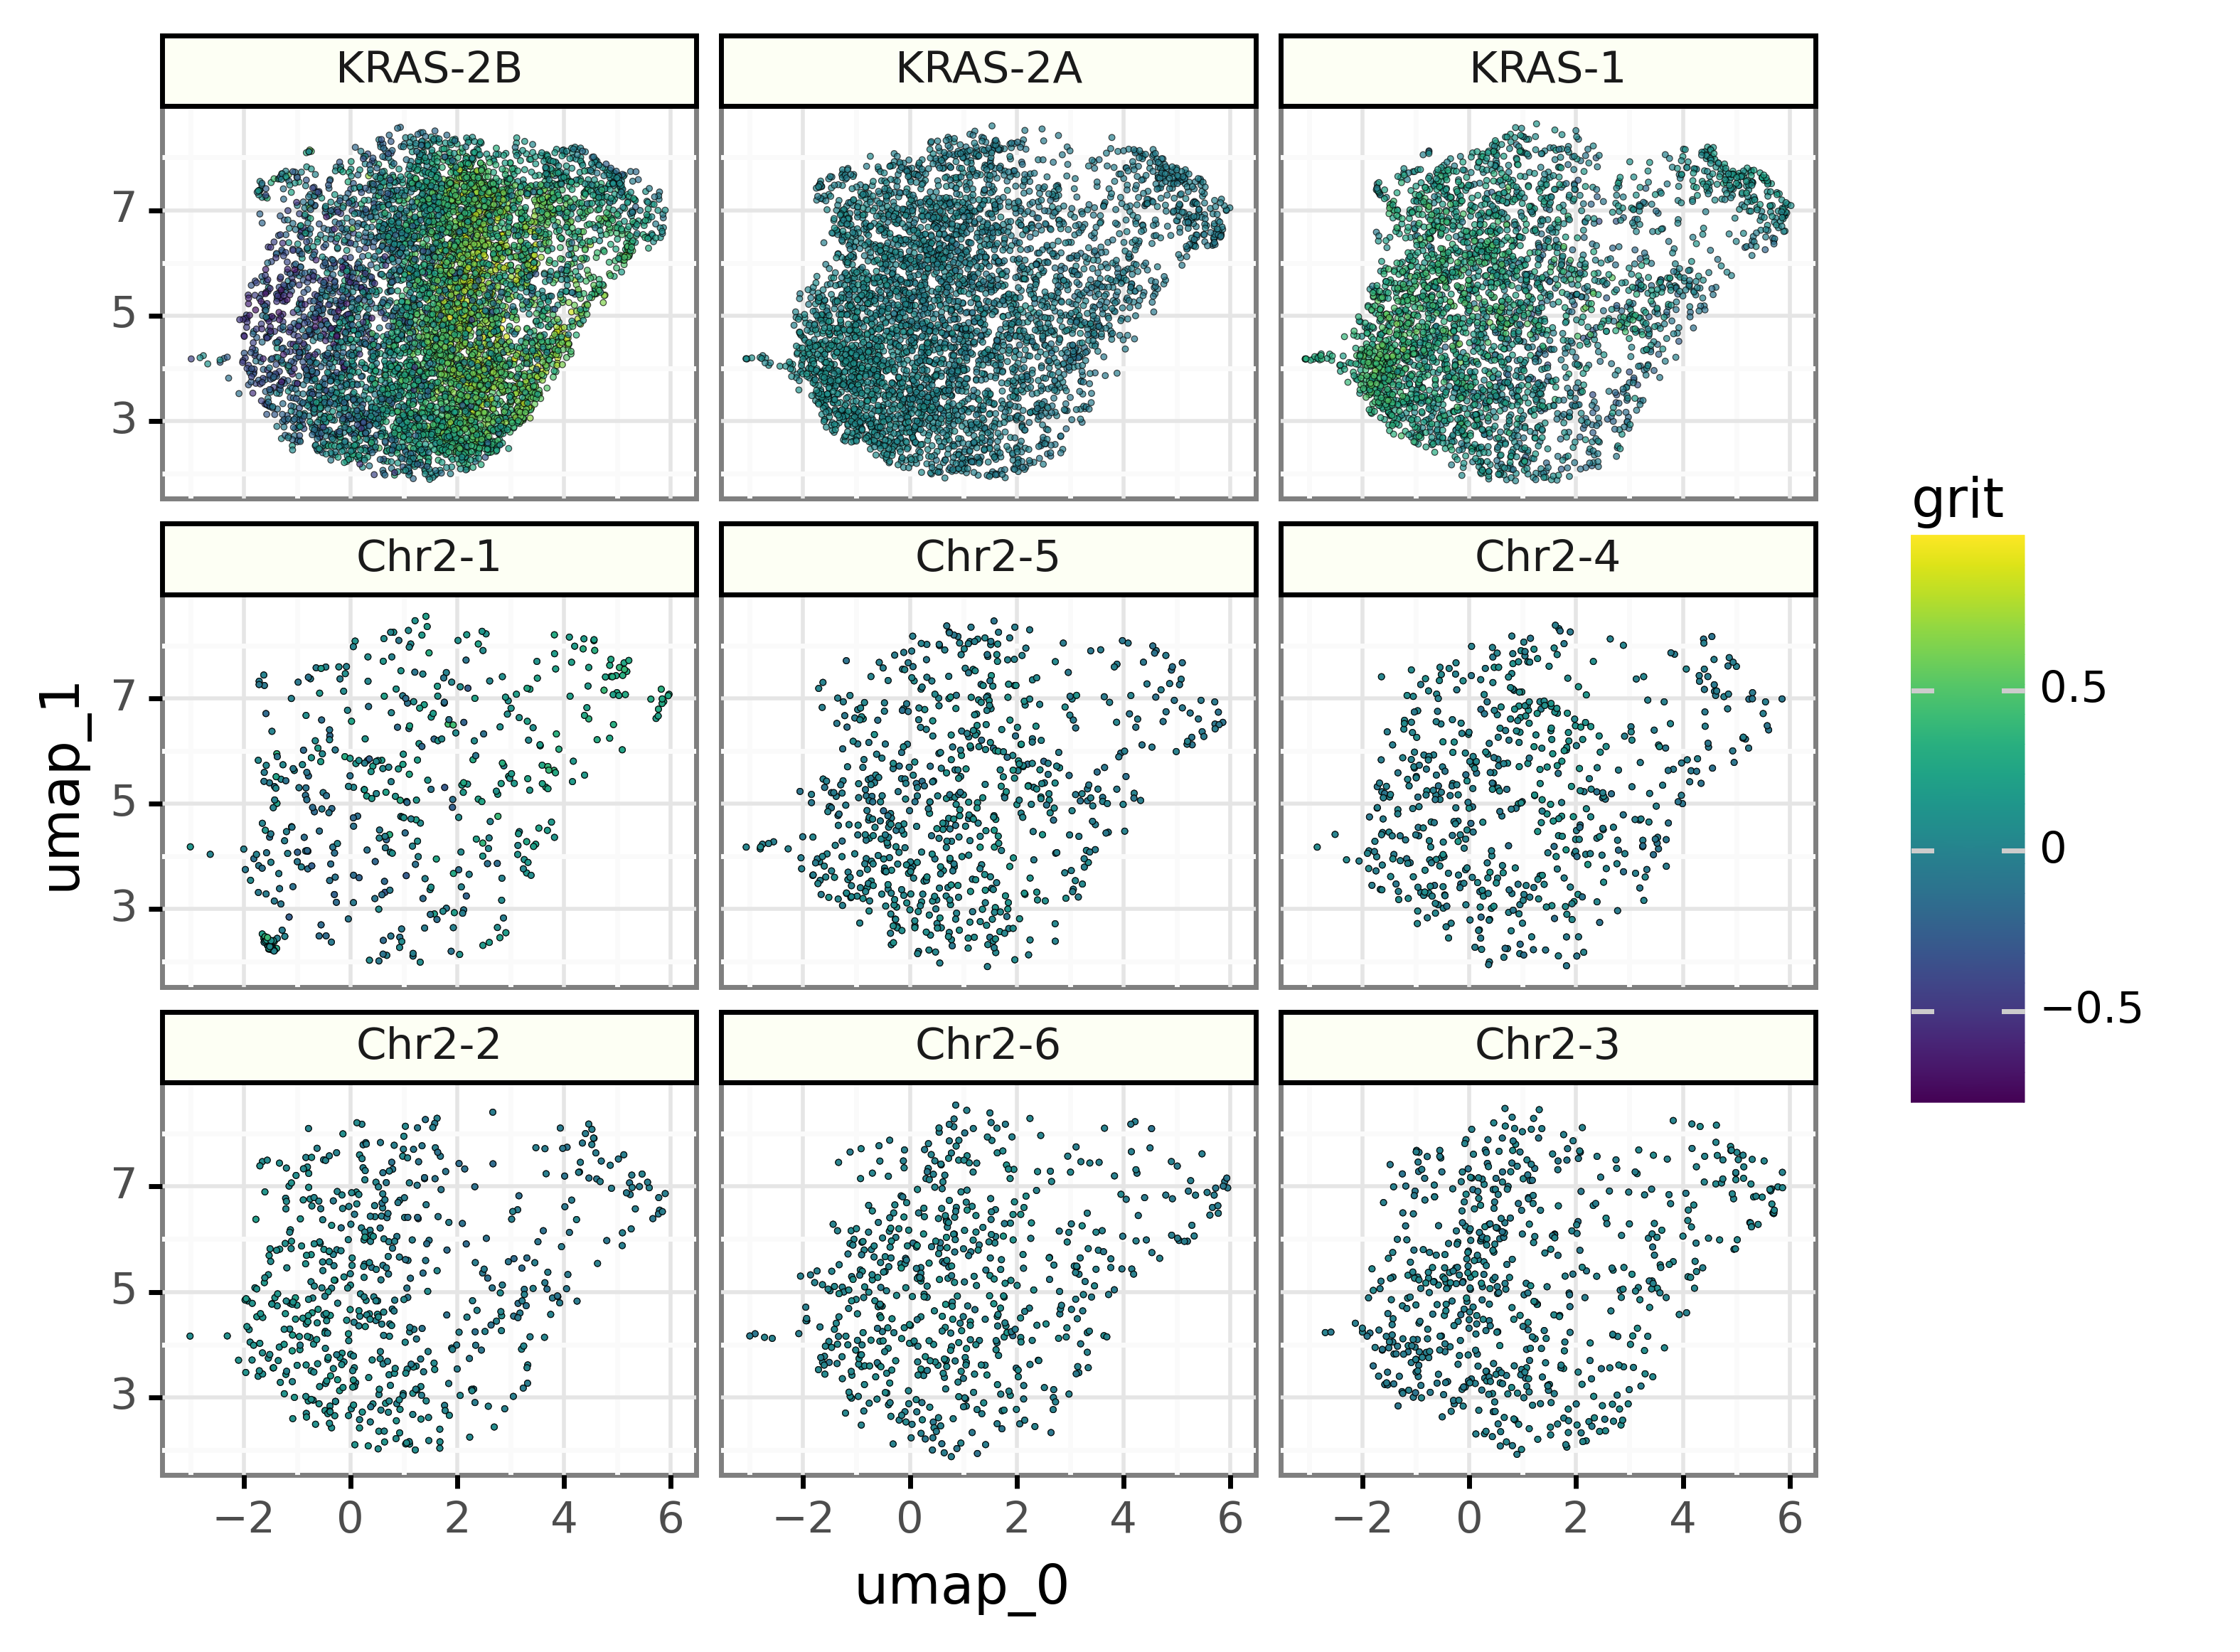 KRAS-2B KRAS-2A KRAS-1
7
5
3
Chr2-1 Chr2-5 Chr2-4
7
5
3
Chr2-2 Chr2-6 Chr2-3
7
5
3
−2 0 2 4 6 −2 0 2 4 6 −2 0 2 4 6
umap_0
umap_1
grit
0.5
0
−0.5